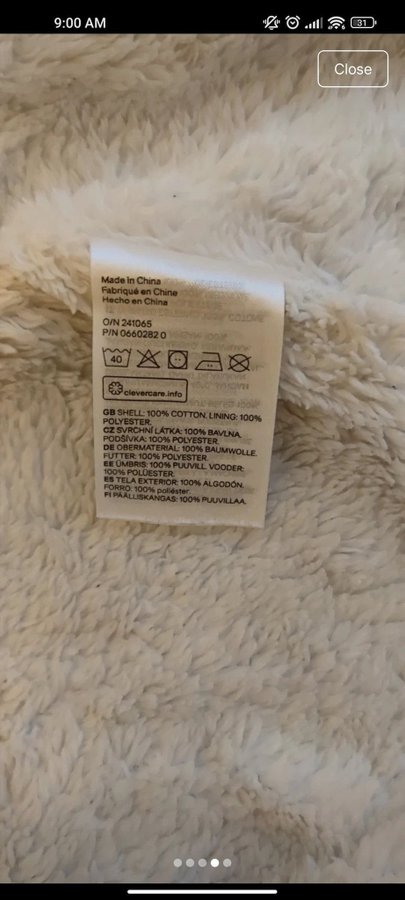 9:00 AM
31
Close
Made in China
Fabriqué en Chine
Hecho en China
O/N 241065
P/N 0660282 0
40
clevercare.info
GB SHELL: 100% COTTON. LINING: 100%
POLYESTER.
CZ SVRCHNÍ LÁTKA: 100% BAVLNA.
PODŠÍVKA: 100% POLYESTER.
DE OBERMATERIAL: 100% BAUMWOLLE.
FUTTER: 100% POLYESTER.
EE ÜMBRIS: 100% PUUVILL. VOODER:
100% POLÜESTER.
ES TELA EXTERIOR: 100% ALGODÓN.
FORRO: 100% poliéster.
FI PÄÄLLIKANGAS: 100% PUUVILLAA.